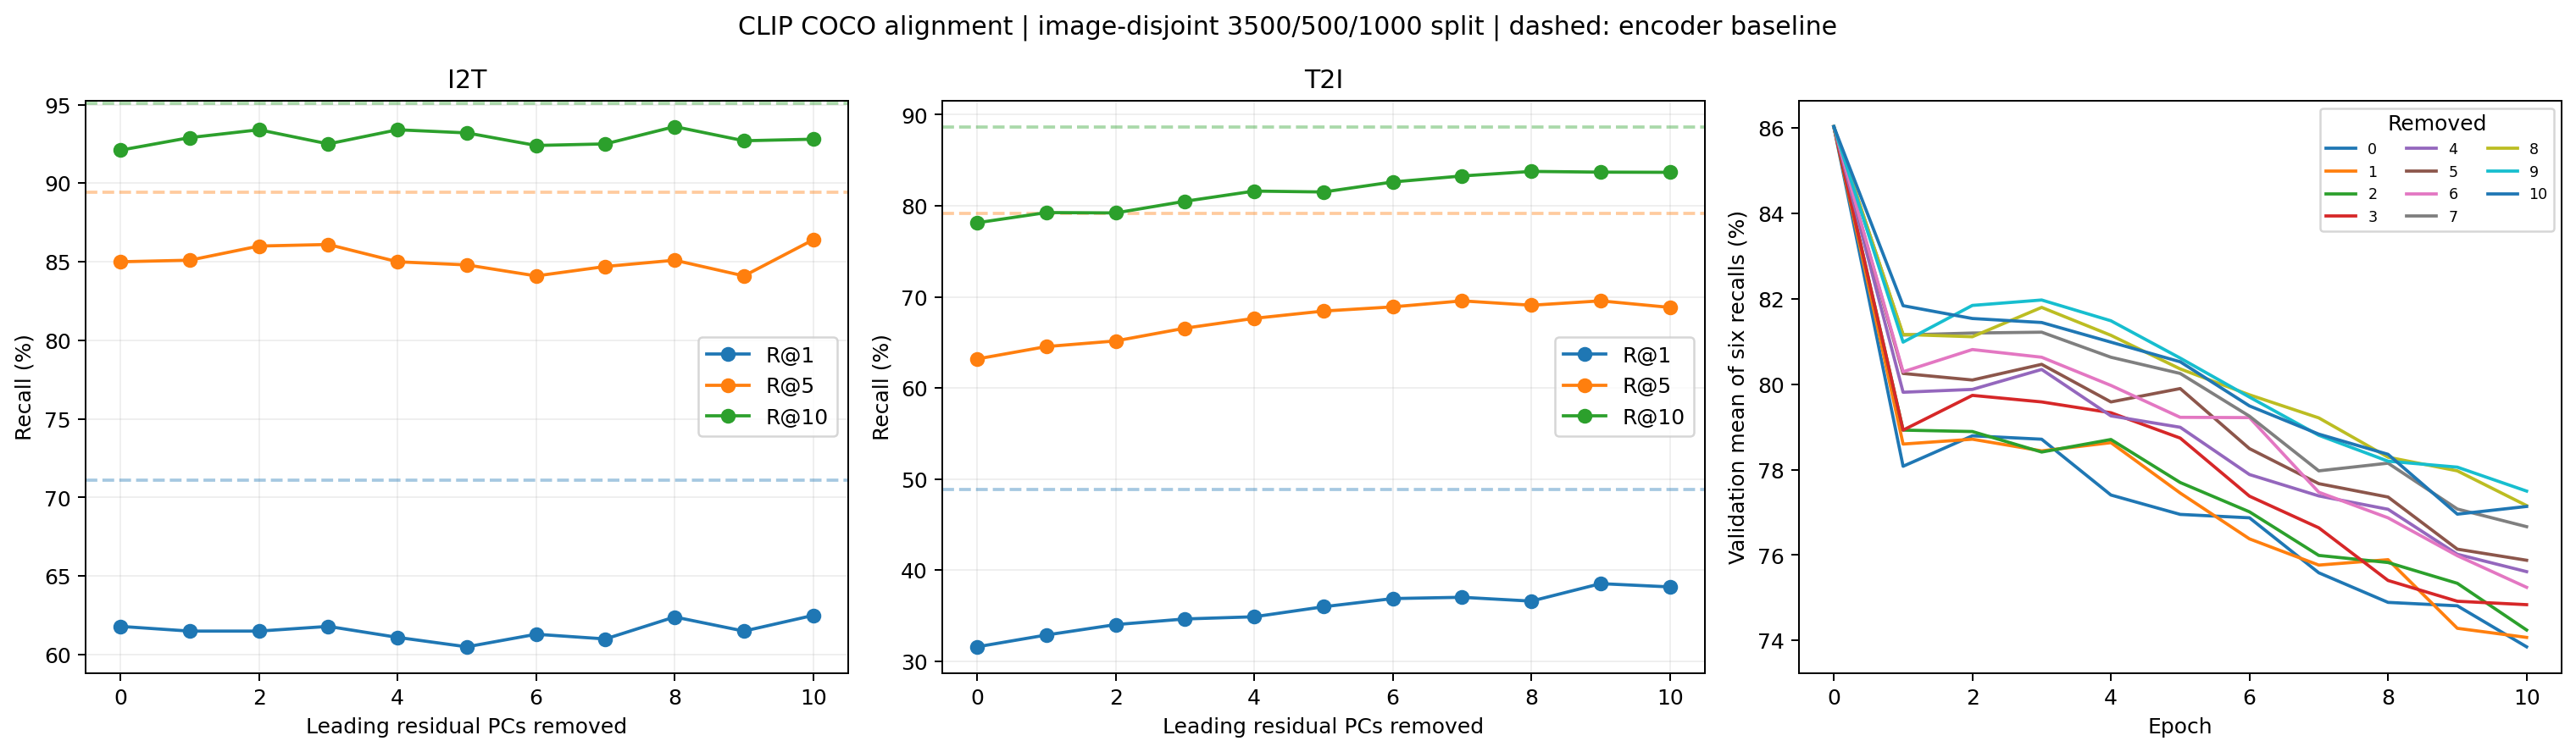 CLIP COCO alignment | image-disjoint 3500/500/1000 split | dashed: encoder baseline
I2T
95
90
85
80
75
70
65
60
Recall (%)
0 2 4 6 8 10
Leading residual PCs removed
R@1
R@5
R@10
T2I
90
80
70
60
50
40
30
Recall (%)
0 2 4 6 8 10
Leading residual PCs removed
R@1
R@5
R@10
86
84
82
80
78
76
74
Validation mean of six recalls (%)
0 2 4 6 8 10
Epoch
Removed
0 4 8
1 5 9
2 6 10
3 7